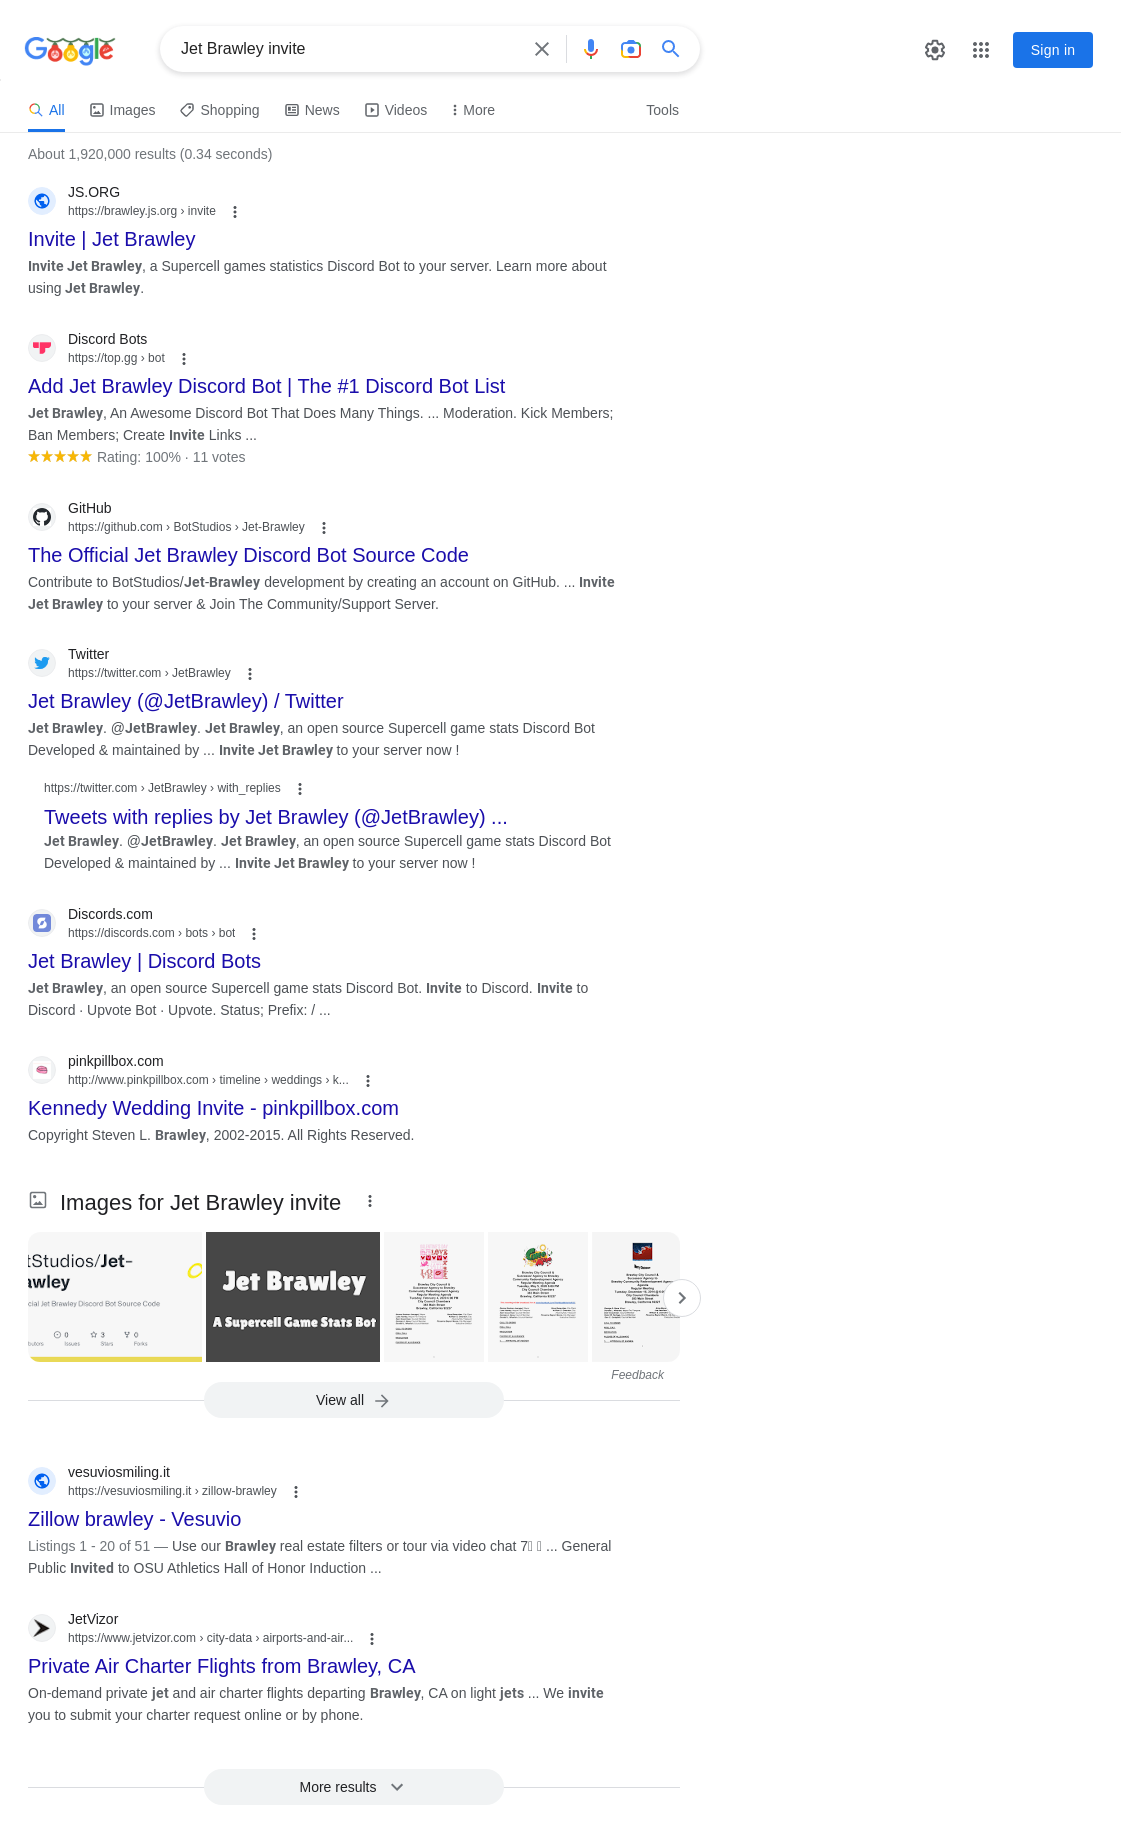 Google
Jet Brawley invite
Sign in
All
Images
Shopping
News
Videos
More
Tools
About 1,920,000 results (0.34 seconds)
JS.ORG
https://brawley.js.org › invite
Invite | Jet Brawley
Invite Jet Brawley, a Supercell games statistics Discord Bot to your server. Learn more about
using Jet Brawley.
Discord Bots
https://top.gg › bot
Add Jet Brawley Discord Bot | The #1 Discord Bot List
Jet Brawley, An Awesome Discord Bot That Does Many Things. ... Moderation. Kick Members;
Ban Members; Create Invite Links ...
Rating: 100% · 11 votes
GitHub
https://github.com › BotStudios › Jet-Brawley
The Official Jet Brawley Discord Bot Source Code
Contribute to BotStudios/Jet-Brawley development by creating an account on GitHub. ... Invite
Jet Brawley to your server & Join The Community/Support Server.
Twitter
https://twitter.com › JetBrawley
Jet Brawley (@JetBrawley) / Twitter
Jet Brawley. @JetBrawley. Jet Brawley, an open source Supercell game stats Discord Bot
Developed & maintained by ... Invite Jet Brawley to your server now !
https://twitter.com › JetBrawley › with_replies
Tweets with replies by Jet Brawley (@JetBrawley) ...
Jet Brawley. @JetBrawley. Jet Brawley, an open source Supercell game stats Discord Bot
Developed & maintained by ... Invite Jet Brawley to your server now !
Discords.com
https://discords.com › bots › bot
Jet Brawley | Discord Bots
Jet Brawley, an open source Supercell game stats Discord Bot. Invite to Discord. Invite to
Discord · Upvote Bot · Upvote. Status; Prefix: / ...
pinkpillbox.com
http://www.pinkpillbox.com › timeline › weddings › k...
Kennedy Wedding Invite - pinkpillbox.com
Copyright Steven L. Brawley, 2002-2015. All Rights Reserved.
Images for Jet Brawley invite
tStudios/Jet-
awley
cial Jet Brawley Discord Bot Source Code
0
3
0
butors
Issues
Stars
Forks
Jet Brawley
A Supercell Game Stats Bot
Feedback
View all
vesuviosmiling.it
https://vesuviosmiling.it › zillow-brawley
Zillow brawley - Vesuvio
Listings 1 - 20 of 51 — Use our Brawley real estate filters or tour via video chat 7 ... General
Public Invited to OSU Athletics Hall of Honor Induction ...
JetVizor
https://www.jetvizor.com › city-data › airports-and-air...
Private Air Charter Flights from Brawley, CA
On-demand private jet and air charter flights departing Brawley, CA on light jets ... We invite
you to submit your charter request online or by phone.
More results